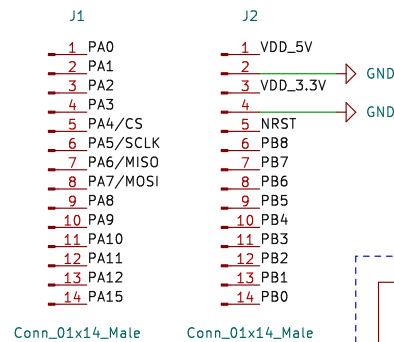 J1
1 PA0
2 PA1
3 PA2
4 PA3
5 PA4/CS
6 PA5/SCLK
7 PA6/MISO
8 PA7/MOSI
9 PA8
10 PA9
11 PA10
12 PA11
13 PA12
14 PA15
Conn_01x14_Male
J2
1 VDD_5V
2 GND
3 VDD_3.3V
4 GND
5 NRST
6 PB8
7 PB7
8 PB6
9 PB5
10 PB4
11 PB3
12 PB2
13 PB1
14 PB0
Conn_01x14_Male